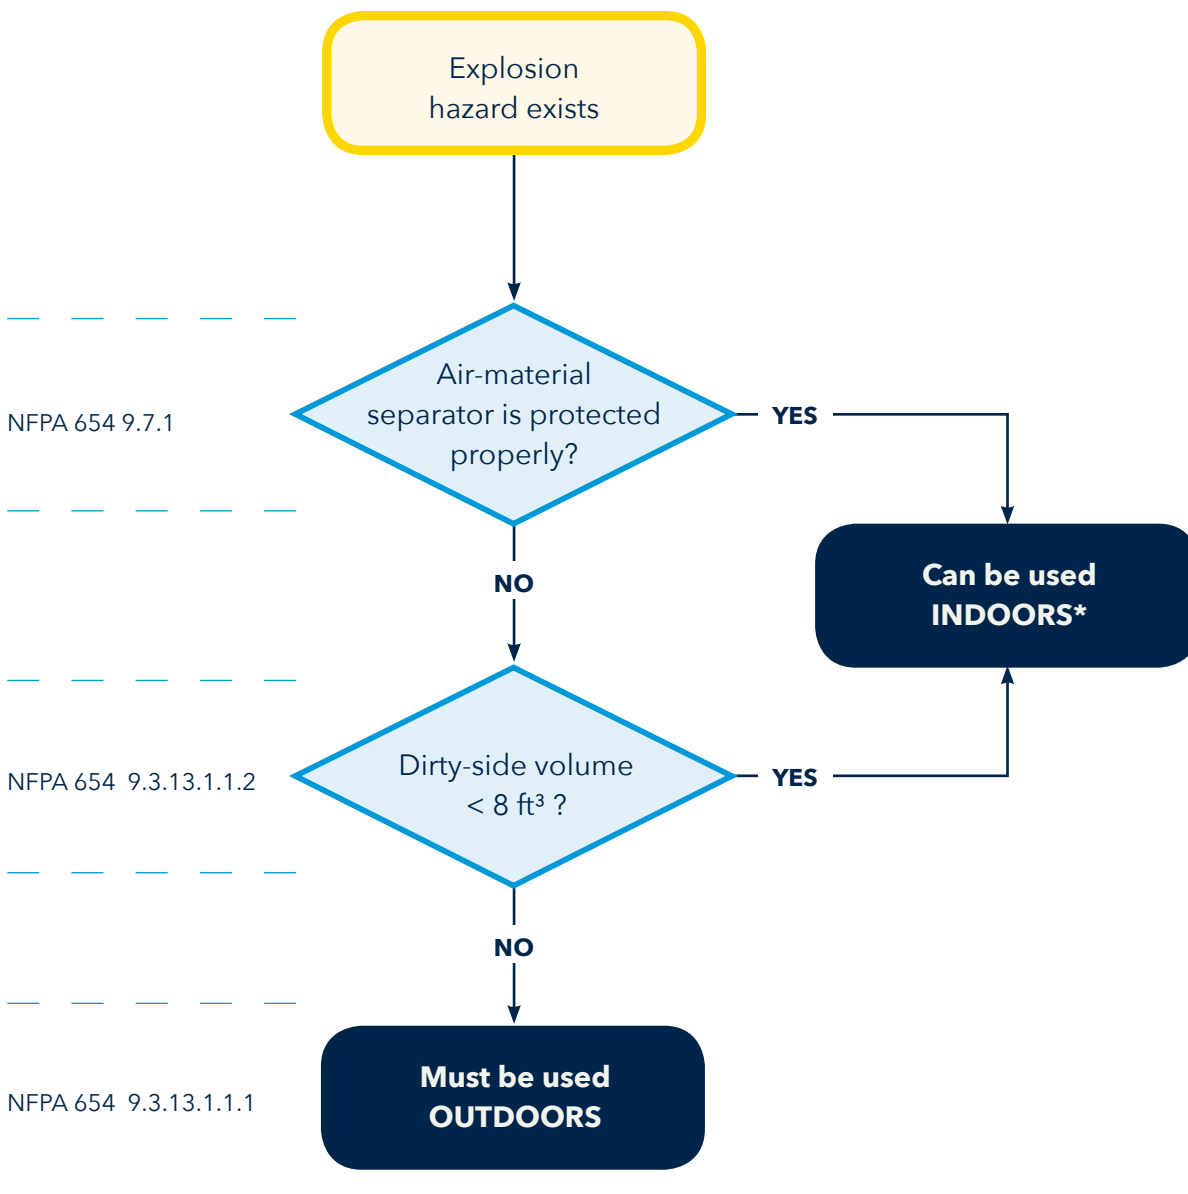 Explosion
hazard exists
Air-material
separator is protected
properly?
YES
NFPA 654 9.7.1
Can be used
INDOORS*
NO
Dirty-side volume
< 8 ft³ ?
YES
NFPA 654  9.3.13.1.1.2
NO
Must be used
OUTDOORS
NFPA 654  9.3.13.1.1.1